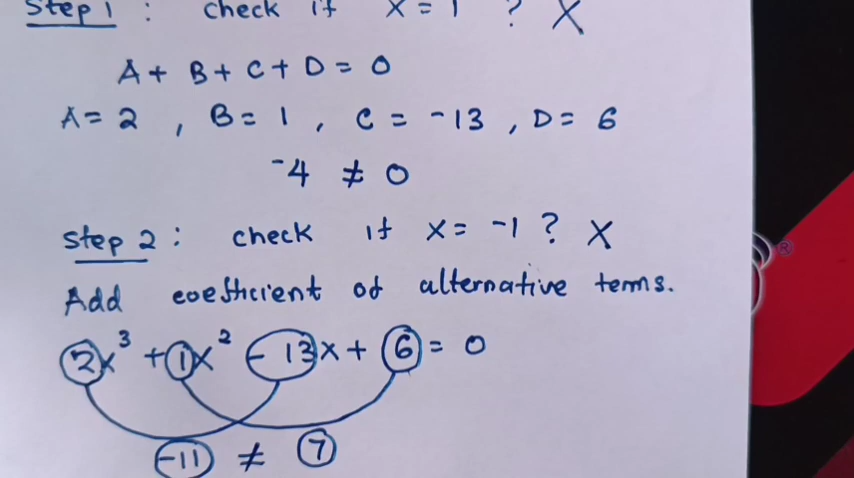 Step 1 : check if x = 1 ? X
A + B + C + D = 0
A = 2 , B = 1 , C = -13 , D = 6
-4 ≠ 0
Step 2 : check if x = -1 ? X
Add coefficient of alternative terms.
2x³ + 1x² - 13x + 6 = 0
-11 ≠ 7
®